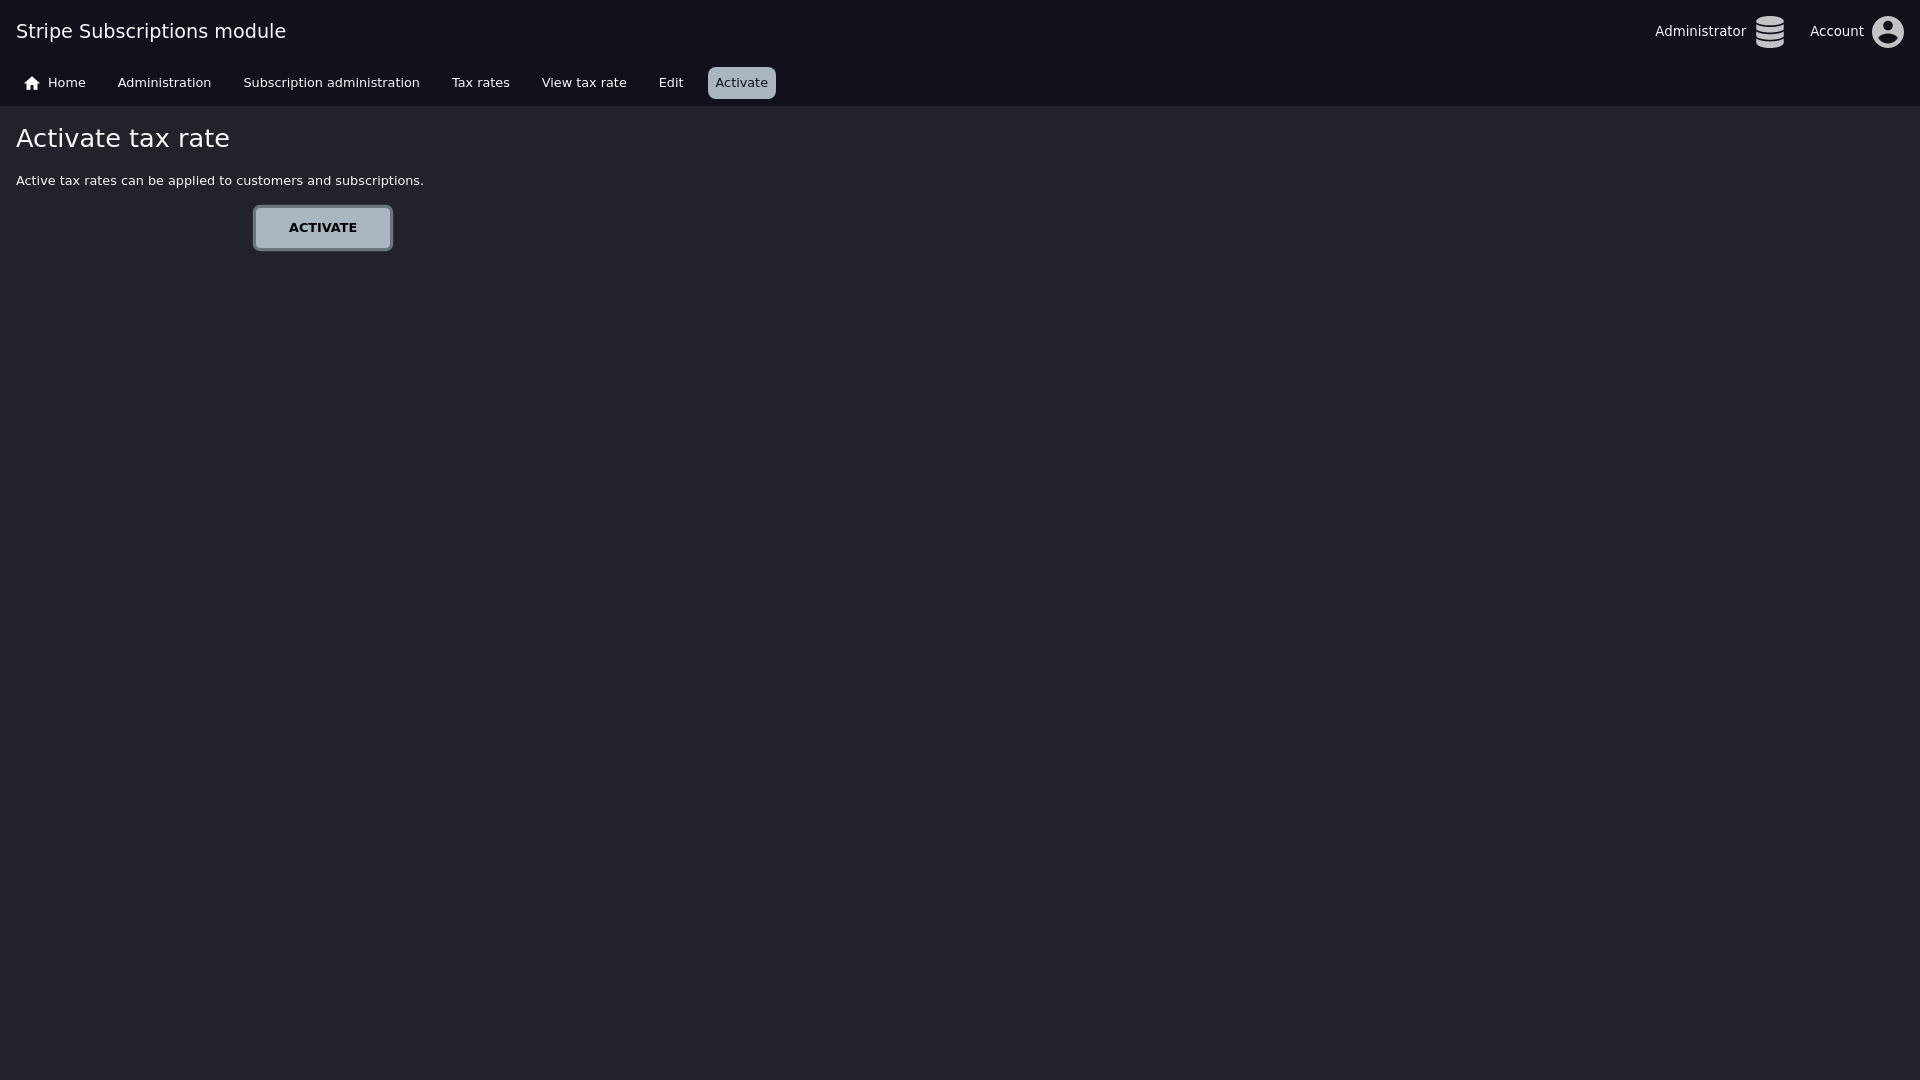 Stripe Subscriptions module
Administrator
Account
Home
Administration
Subscription administration
Tax rates
View tax rate
Edit
Activate
Activate tax rate
Active tax rates can be applied to customers and subscriptions.
ACTIVATE